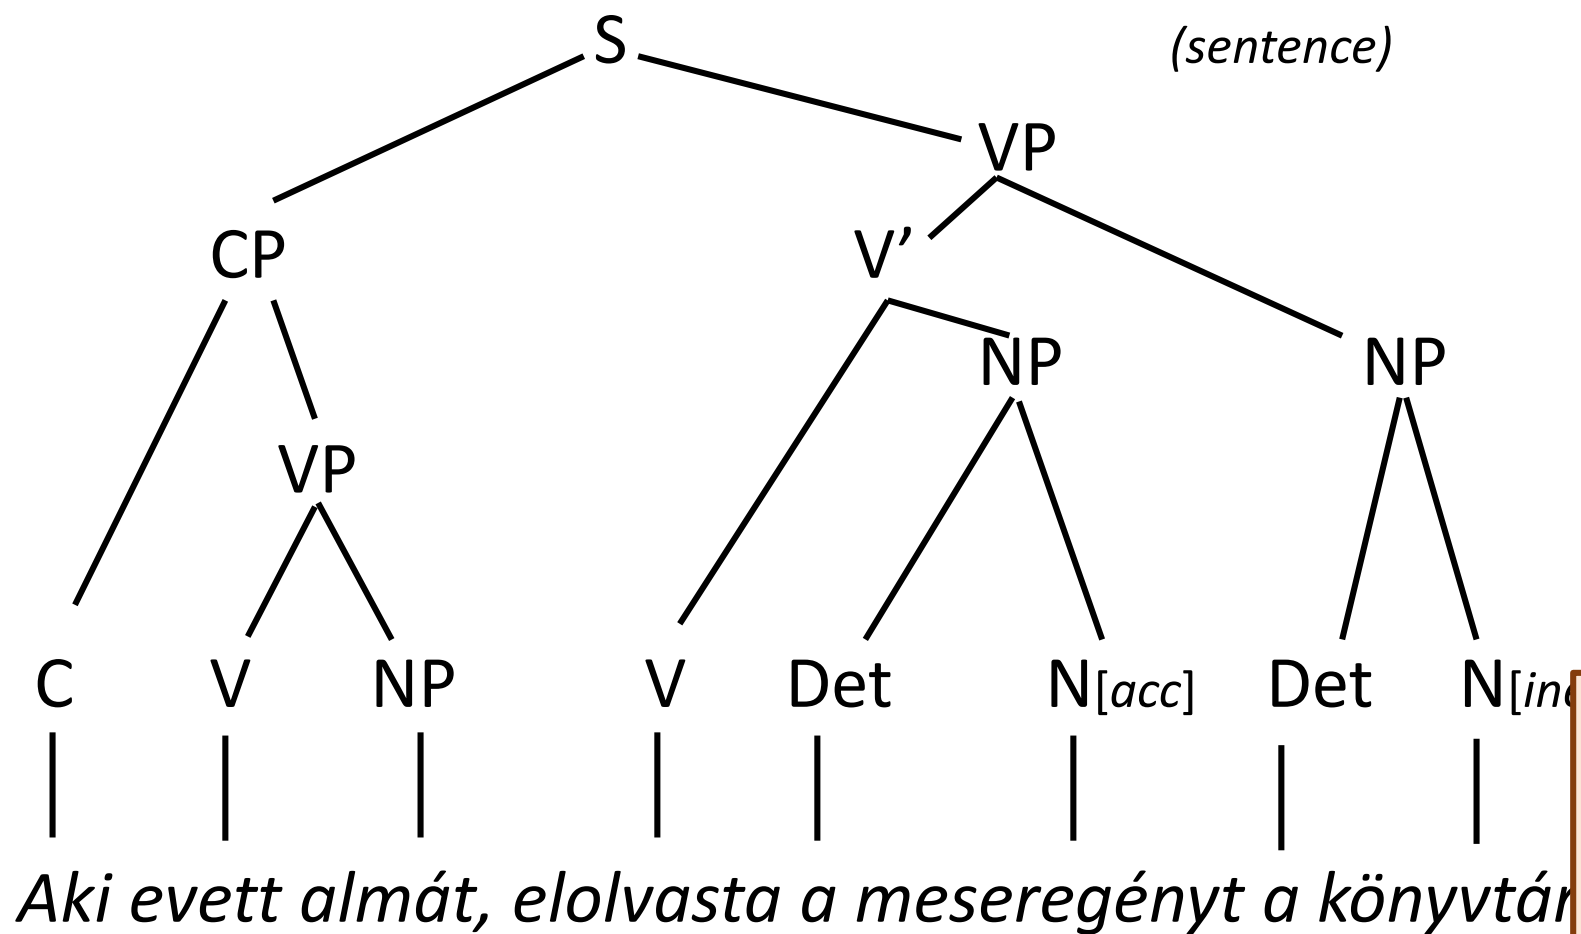 S (sentence)
VP
CP V’
NP NP
VP
C V NP V Det N[acc] Det
Aki evett almát, elolvasta a meseregényt a